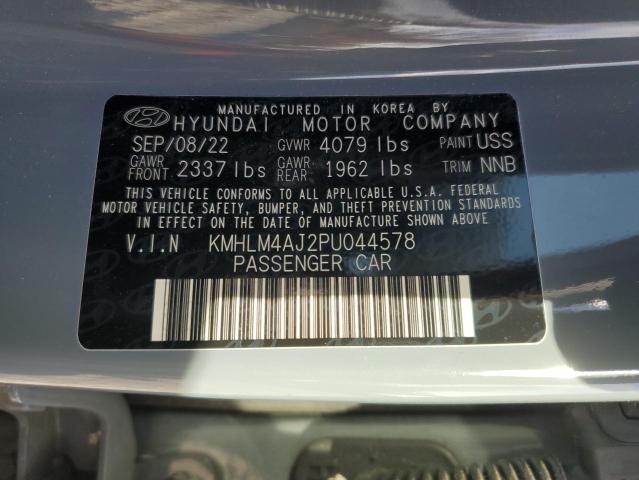 MANUFACTURED IN KOREA BY
HYUNDAI MOTOR COMPANY
SEP/08/22 GVWR 4079 lbs PAINT USS
GAWR FRONT 2337 lbs GAWR REAR 1962 lbs TRIM NNB
THIS VEHICLE CONFORMS TO ALL APPLICABLE U.S.A. FEDERAL
MOTOR VEHICLE SAFETY, BUMPER, AND THEFT PREVENTION STANDARDS
IN EFFECT ON THE DATE OF MANUFACTURE SHOWN ABOVE
V.I.N KMHLM4AJ2PU044578
PASSENGER CAR